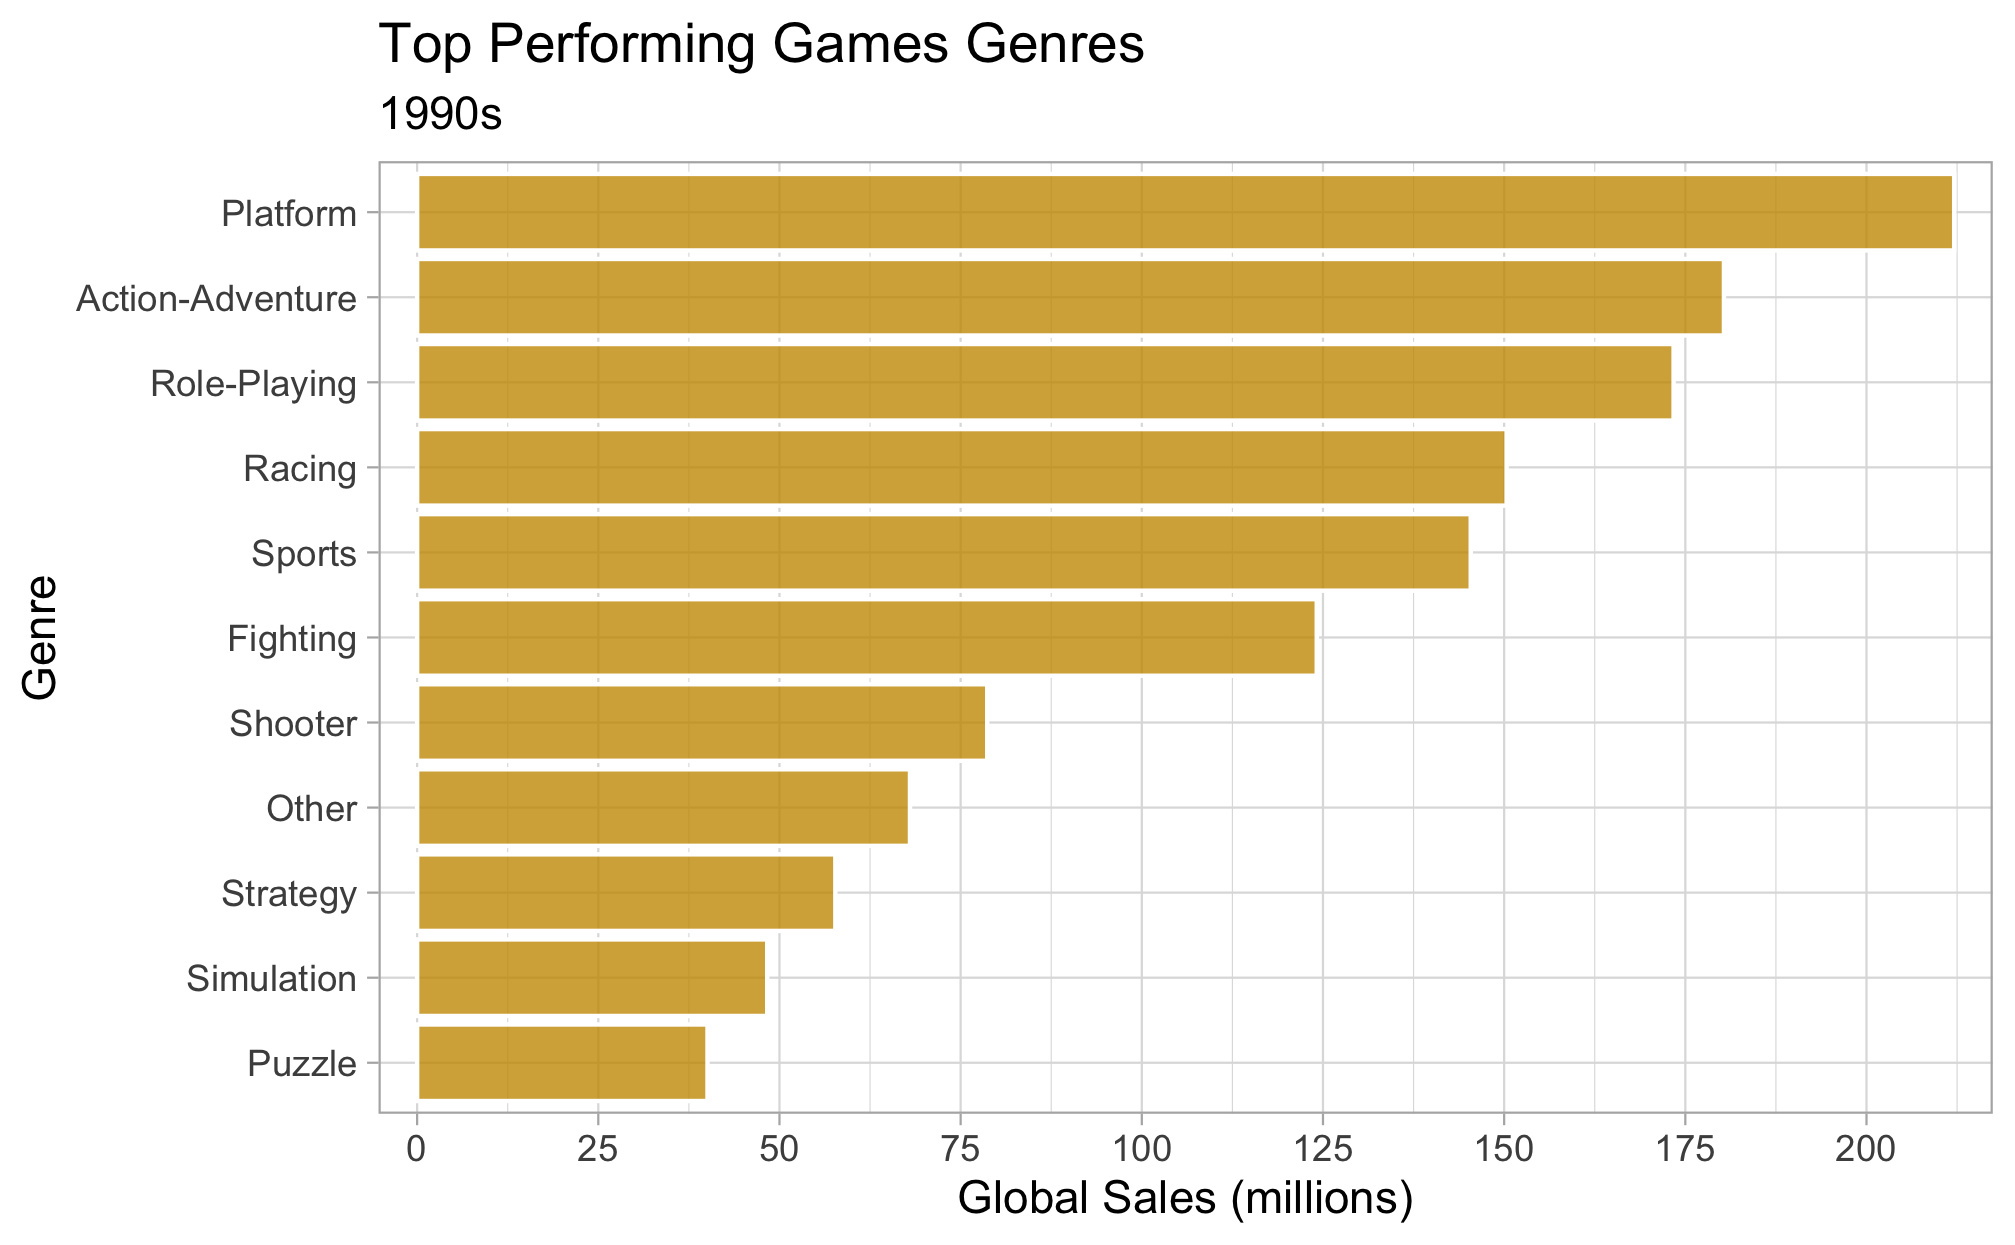 Top Performing Games Genres
1990s
Genre
Platform
Action-Adventure
Role-Playing
Racing
Sports
Fighting
Shooter
Other
Strategy
Simulation
Puzzle
0 25 50 75 100 125 150 175 200
Global Sales (millions)